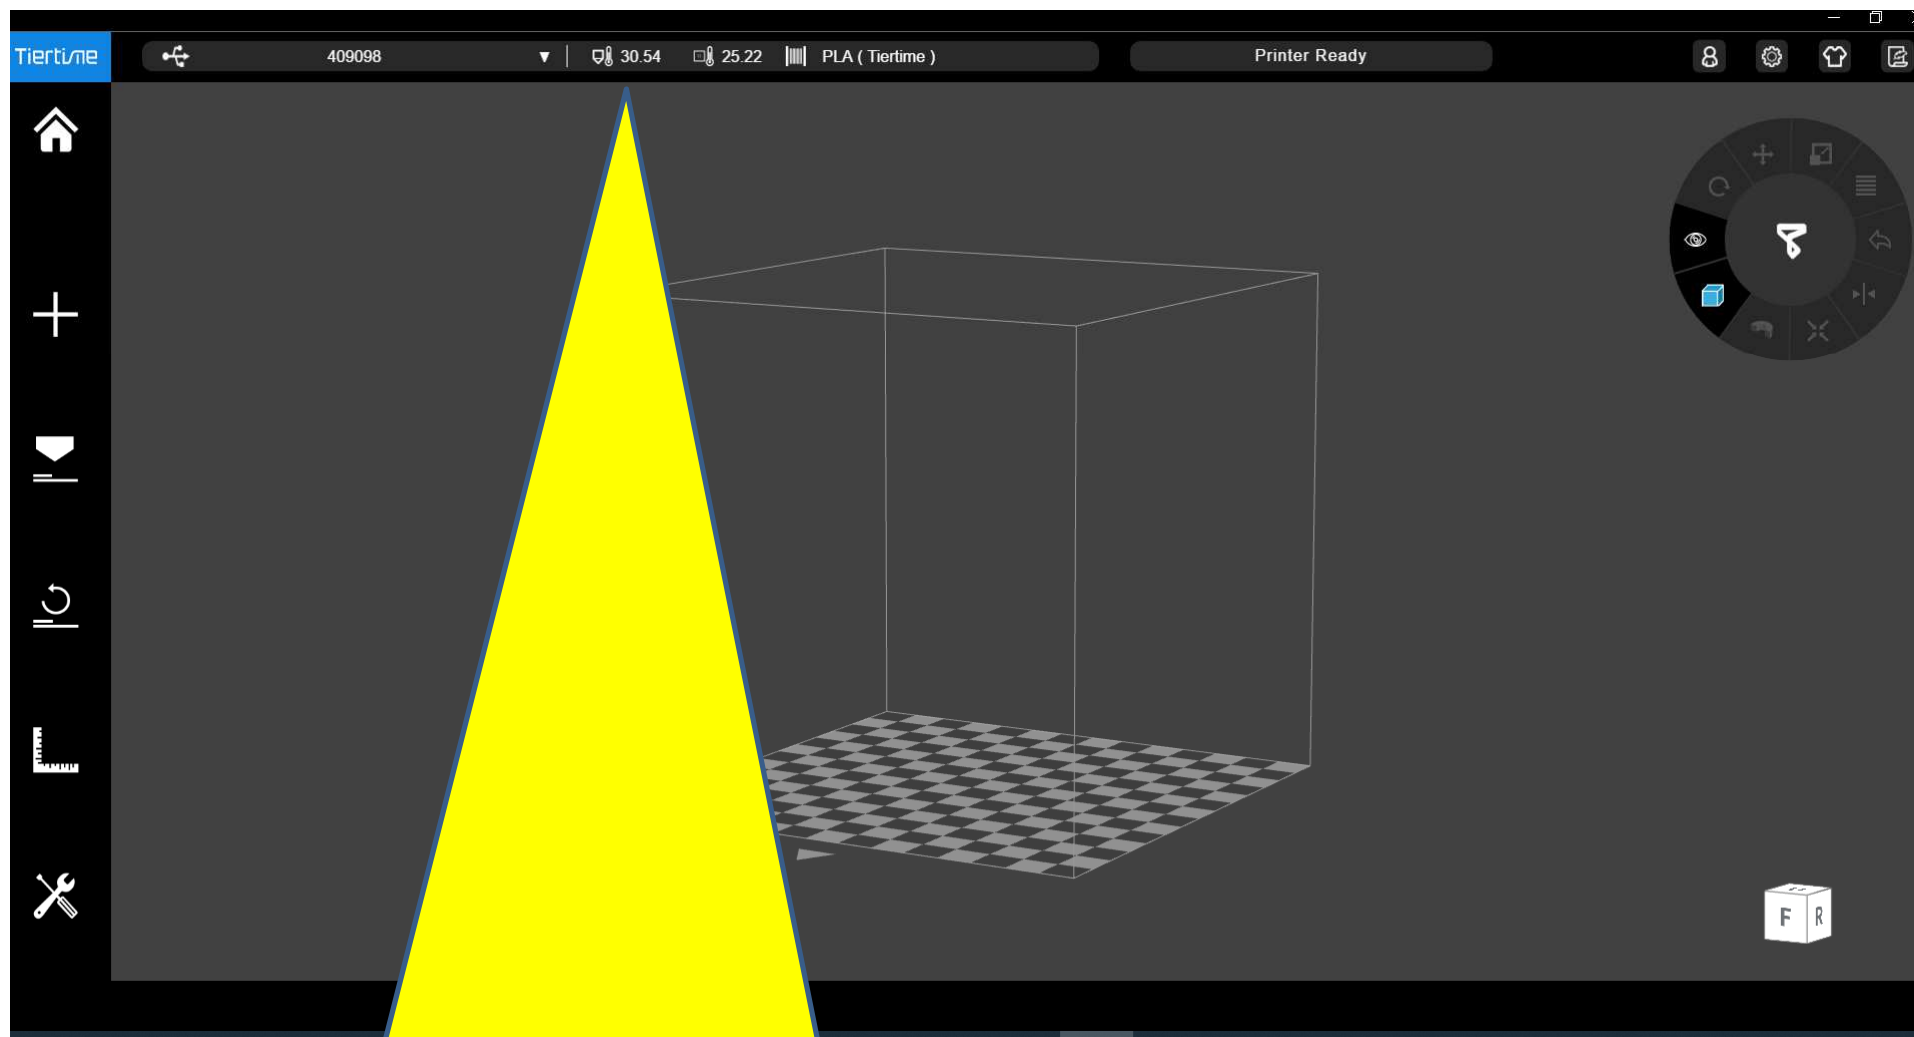 Tiertime
409098
30.54
25.22
PLA ( Tiertime )
Printer Ready
F
R